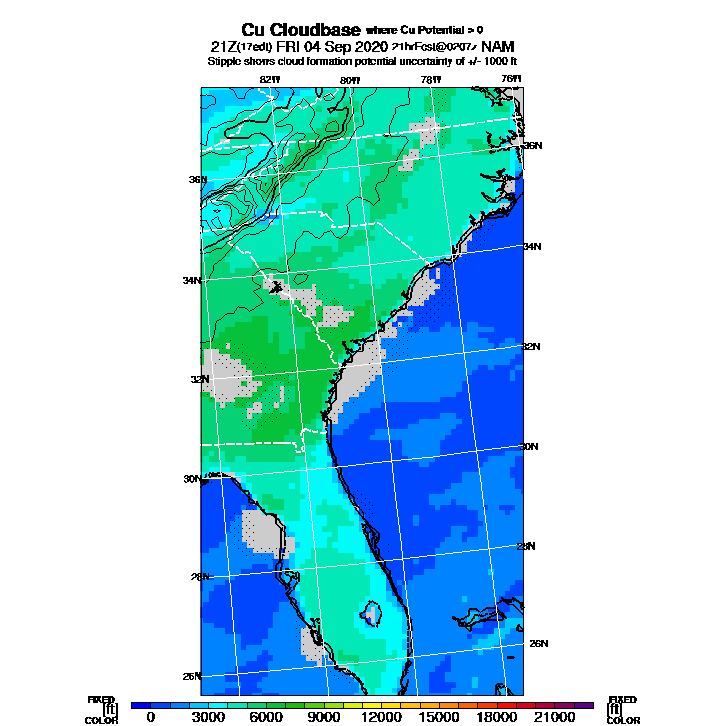 Cu Cloudbase where Cu Potential > 0
21Z(17edt) FRI 04 Sep 2020 21hrFcst@0207z NAM
Stipple shows cloud formation potential uncertainty of +/- 1000 ft
82W 80W 78W 76W
36N
36N
34N
34N
32N
32N
30N
30N
28N
28N
26N
26N
FIXED FIXED
[ft] [ft]
COLOR COLOR
0 3000 6000 9000 12000 15000 18000 21000